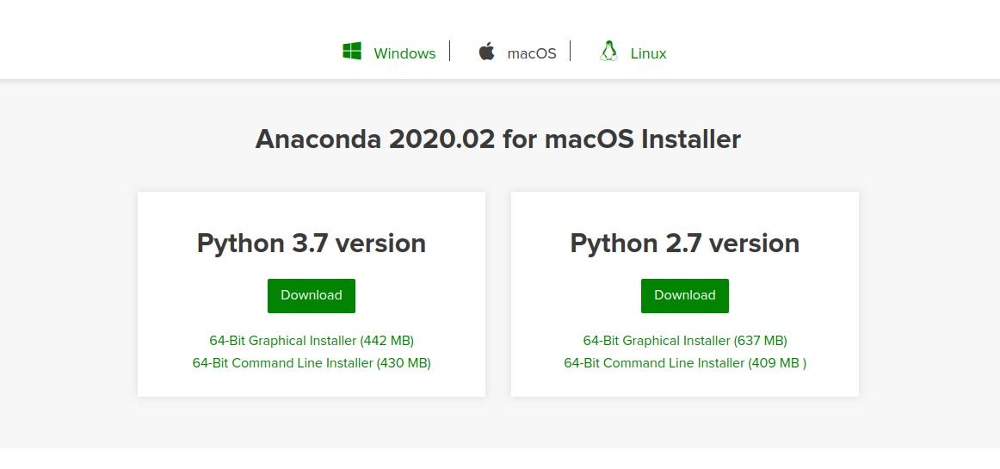 Windows macOS Linux
Anaconda 2020.02 for macOS Installer
Python 3.7 version
Download
64-Bit Graphical Installer (442 MB)
64-Bit Command Line Installer (430 MB)
Python 2.7 version
Download
64-Bit Graphical Installer (637 MB)
64-Bit Command Line Installer (409 MB )